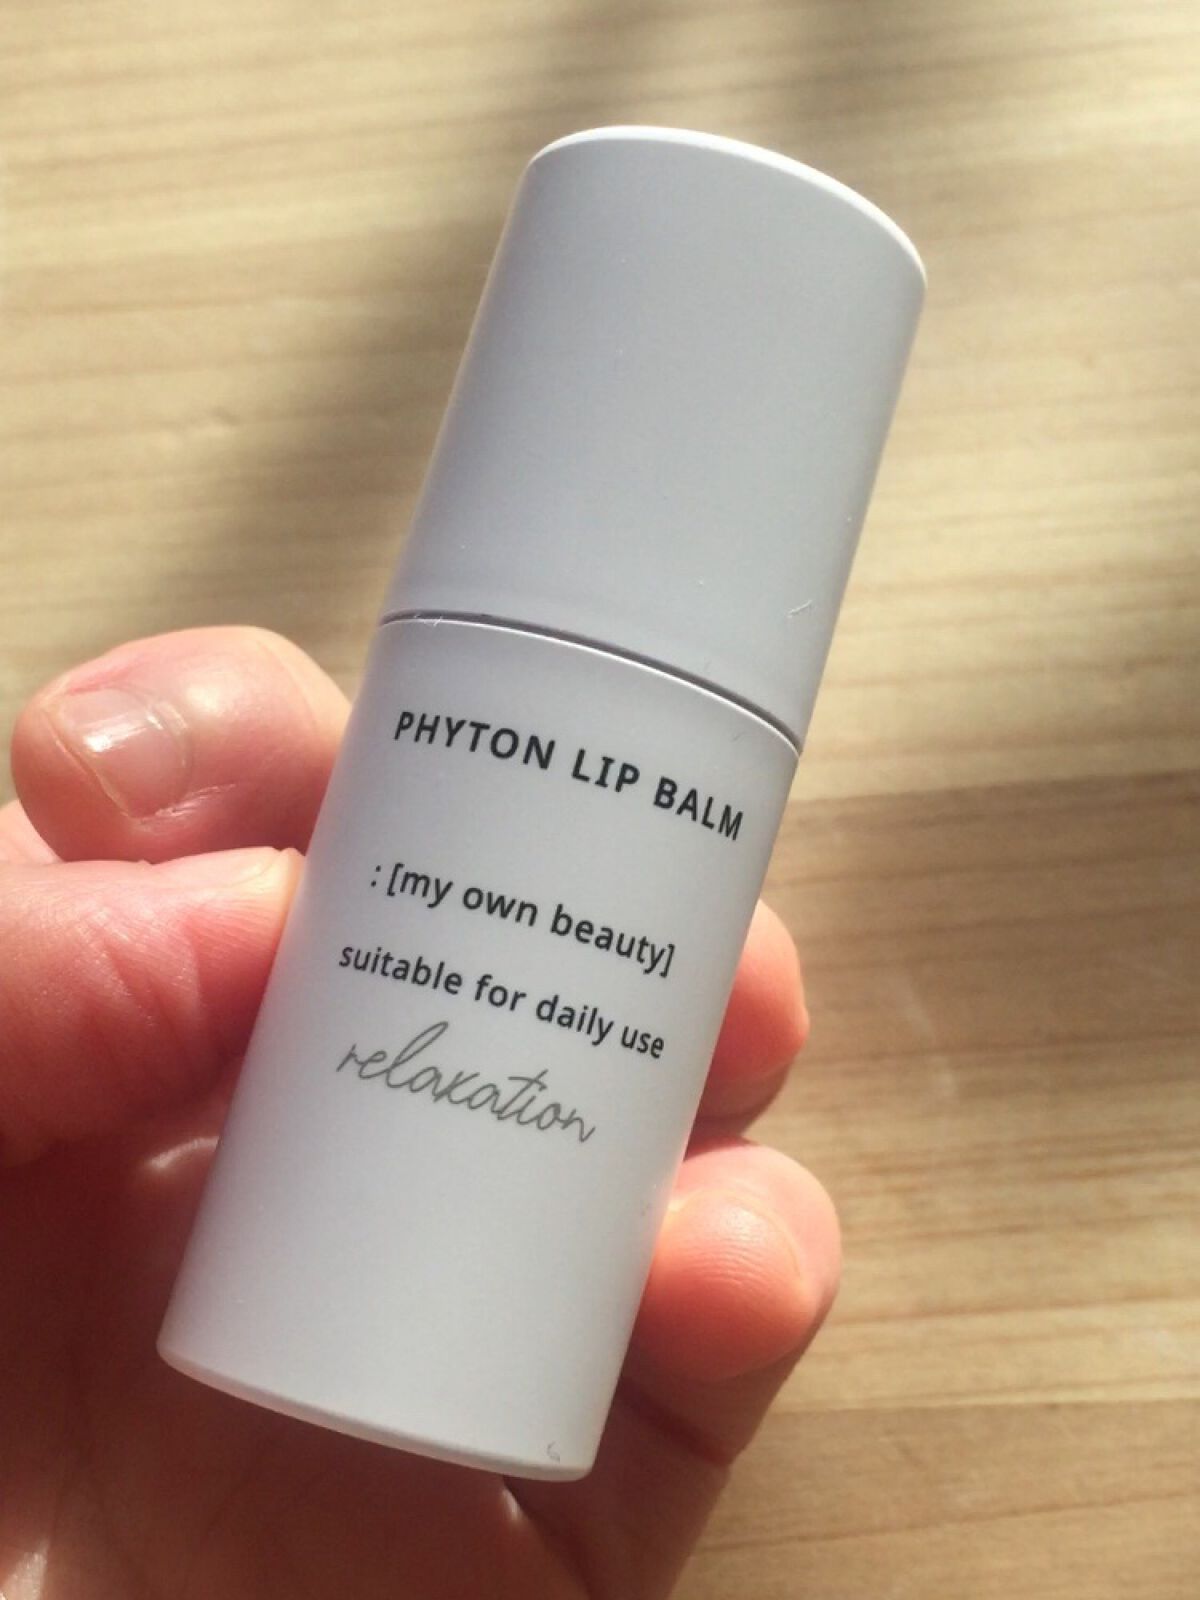 PHYTON LIP BALM
: [my own beauty]
suitable for daily use
relaxation